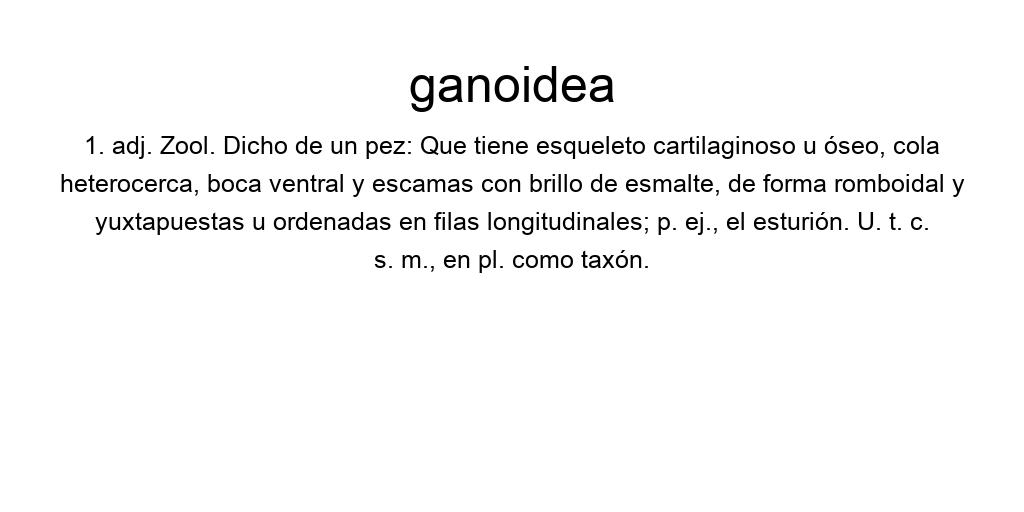 ganoidea
1. adj. Zool. Dicho de un pez: Que tiene esqueleto cartilaginoso u óseo, cola
heterocerca, boca ventral y escamas con brillo de esmalte, de forma romboidal y
yuxtapuestas u ordenadas en filas longitudinales; p. ej., el esturión. U. t. c.
s. m., en pl. como taxón.